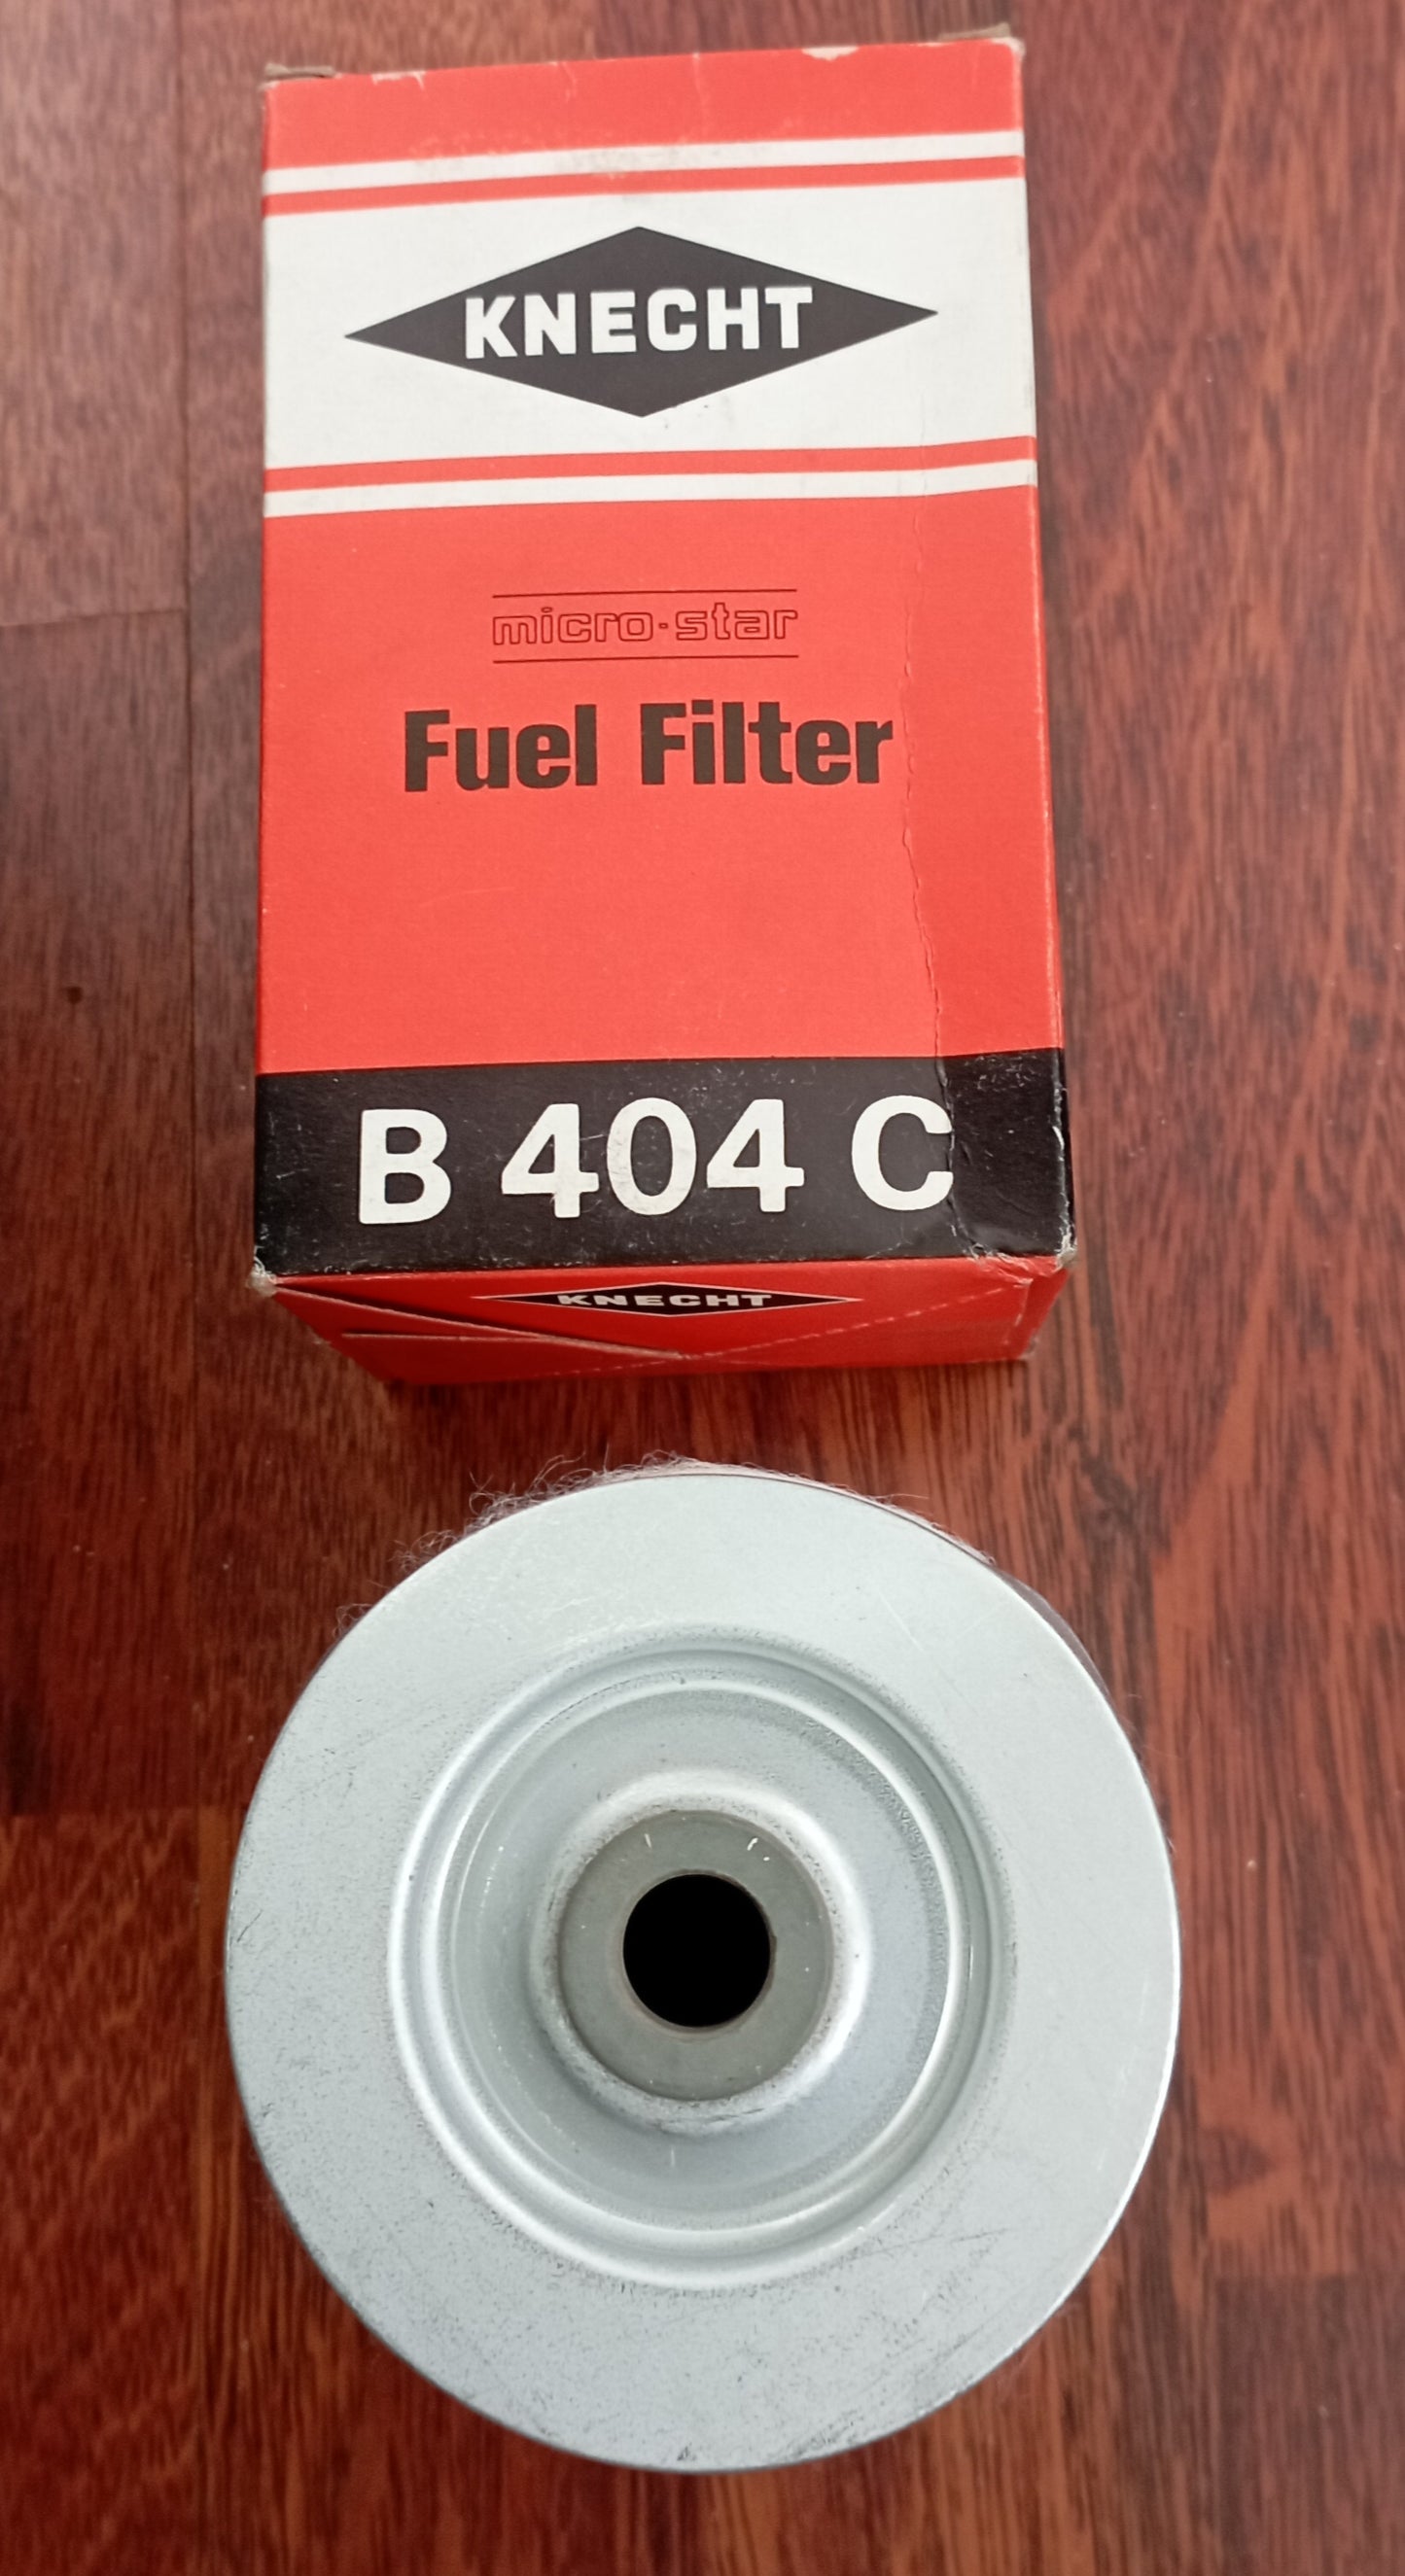 KNECHT
micro·star
Fuel Filter
B 404 C
KNECHT